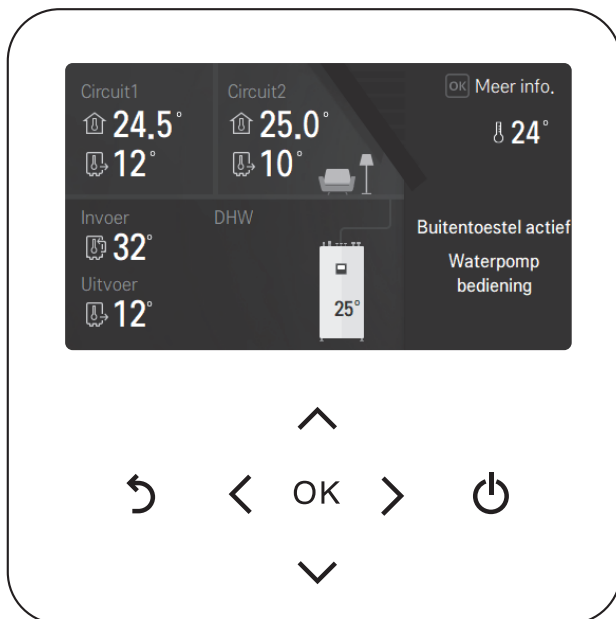 Circuit1
24.5°
12°
Circuit2
25.0°
10°
OK Meer info.
24°
Invoer
32°
Uitvoer
12°
DHW
25°
Buitentoestel actief
Waterpomp
bediening
OK